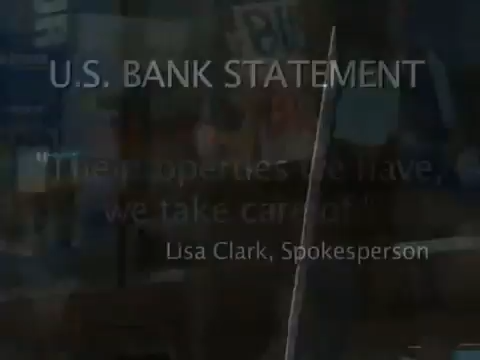 U.S. BANK STATEMENT
"The properties we have,
we take care of."
Lisa Clark, Spokesperson